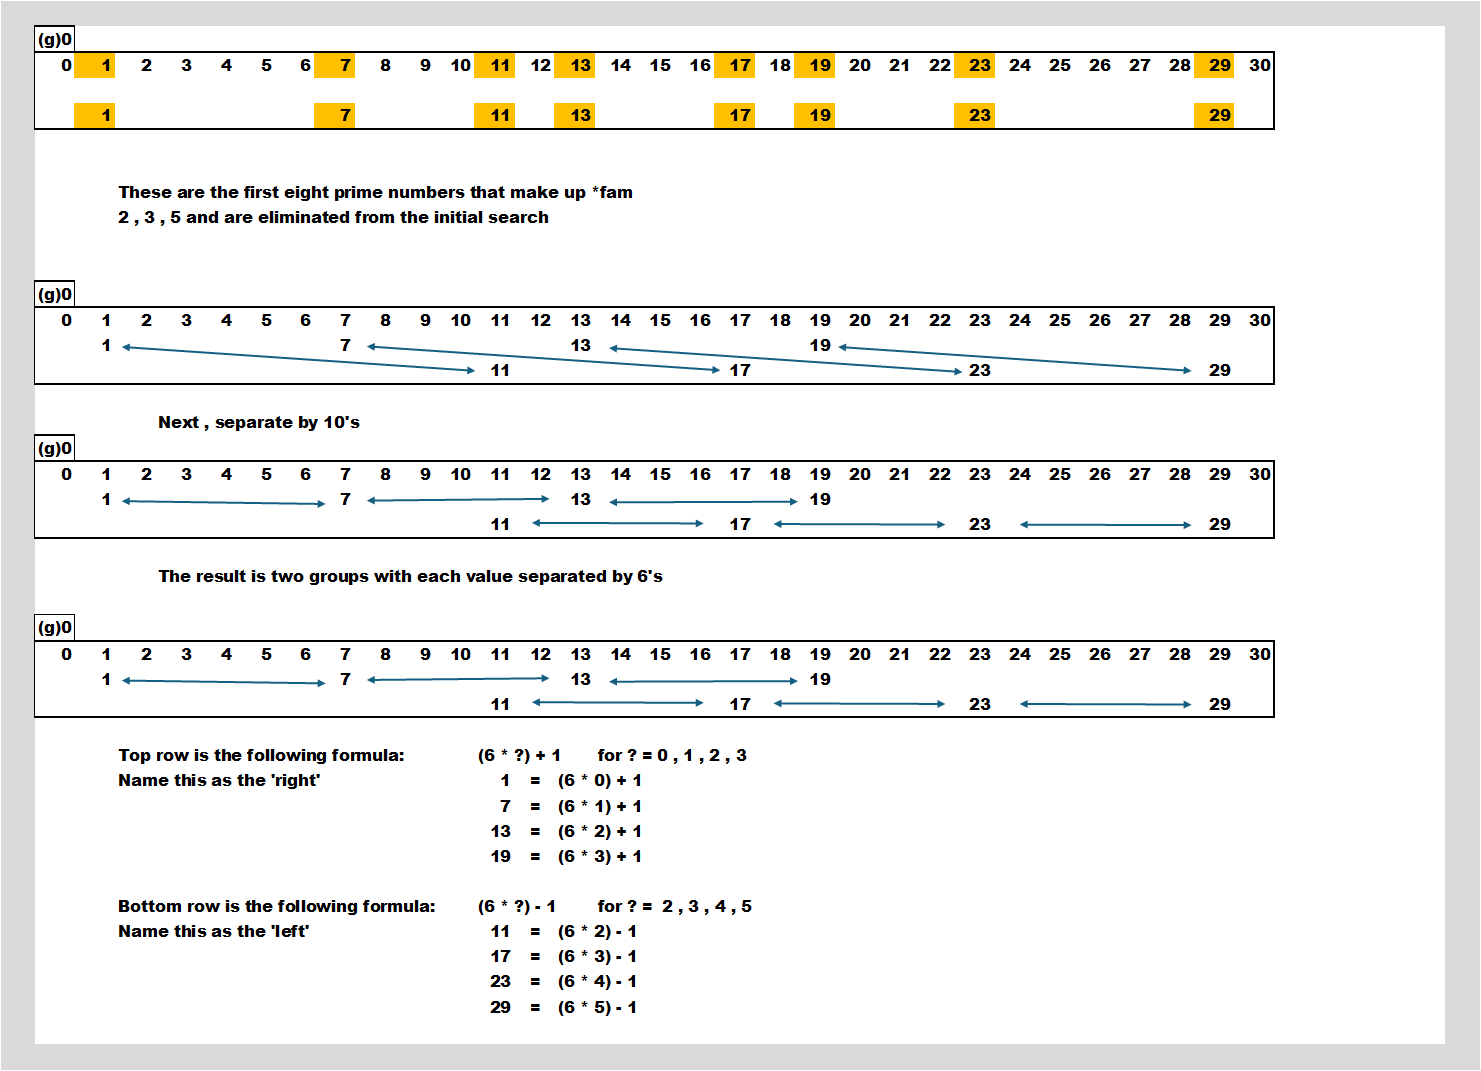 (g)0
0 1 2 3 4 5 6 7 8 9 10 11 12 13 14 15 16 17 18 19 20 21 22 23 24 25 26 27 28 29 30
1 7 11 13 17 19 23 29
These are the first eight prime numbers that make up *fam
2 , 3 , 5 and are eliminated from the initial search
(g)0
0 1 2 3 4 5 6 7 8 9 10 11 12 13 14 15 16 17 18 19 20 21 22 23 24 25 26 27 28 29 30
1 7 13 19
11 17 23 29
Next , separate by 10's
(g)0
0 1 2 3 4 5 6 7 8 9 10 11 12 13 14 15 16 17 18 19 20 21 22 23 24 25 26 27 28 29 30
1 7 13 19
11 17 23 29
The result is two groups with each value separated by 6's
(g)0
0 1 2 3 4 5 6 7 8 9 10 11 12 13 14 15 16 17 18 19 20 21 22 23 24 25 26 27 28 29 30
1 7 13 19
11 17 23 29
Top row is the following formula: (6 * ?) + 1 for ? = 0 , 1 , 2 , 3
Name this as the 'right' 1 = (6 * 0) + 1
7 = (6 * 1) + 1
13 = (6 * 2) + 1
19 = (6 * 3) + 1
Bottom row is the following formula: (6 * ?) - 1 for ? = 2 , 3 , 4 , 5
Name this as the 'left' 11 = (6 * 2) - 1
17 = (6 * 3) - 1
23 = (6 * 4) - 1
29 = (6 * 5) - 1